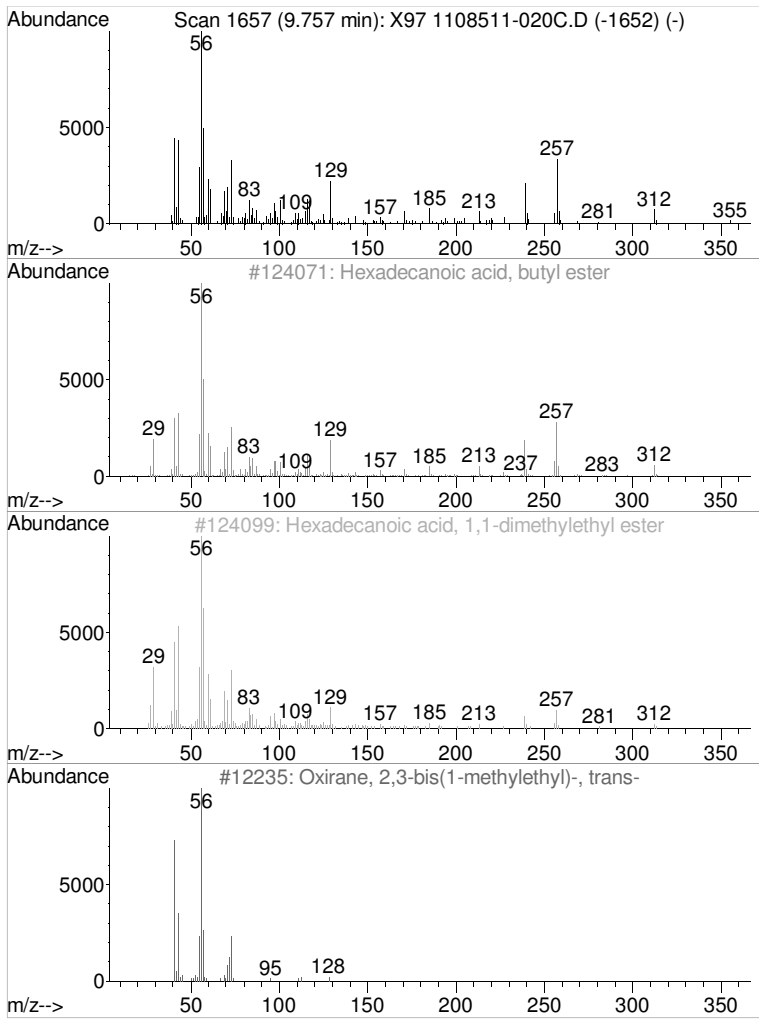 Abundance Scan 1657 (9.757 min): X97 1108511-020C.D (-1652) (-)
56
5000
257
129
83 109 157 185 213 281 312 355
0
m/z--> 50 100 150 200 250 300 350
Abundance #124071: Hexadecanoic acid, butyl ester
56
5000
257
29 129
83 109 157 185 213 237 283 312
0
m/z--> 50 100 150 200 250 300 350
Abundance #124099: Hexadecanoic acid, 1,1-dimethylethyl ester
56
5000
29
83 109 129 157 185 213 257 281 312
0
m/z--> 50 100 150 200 250 300 350
Abundance #12235: Oxirane, 2,3-bis(1-methylethyl)-, trans-
56
5000
95 128
0
m/z--> 50 100 150 200 250 300 350